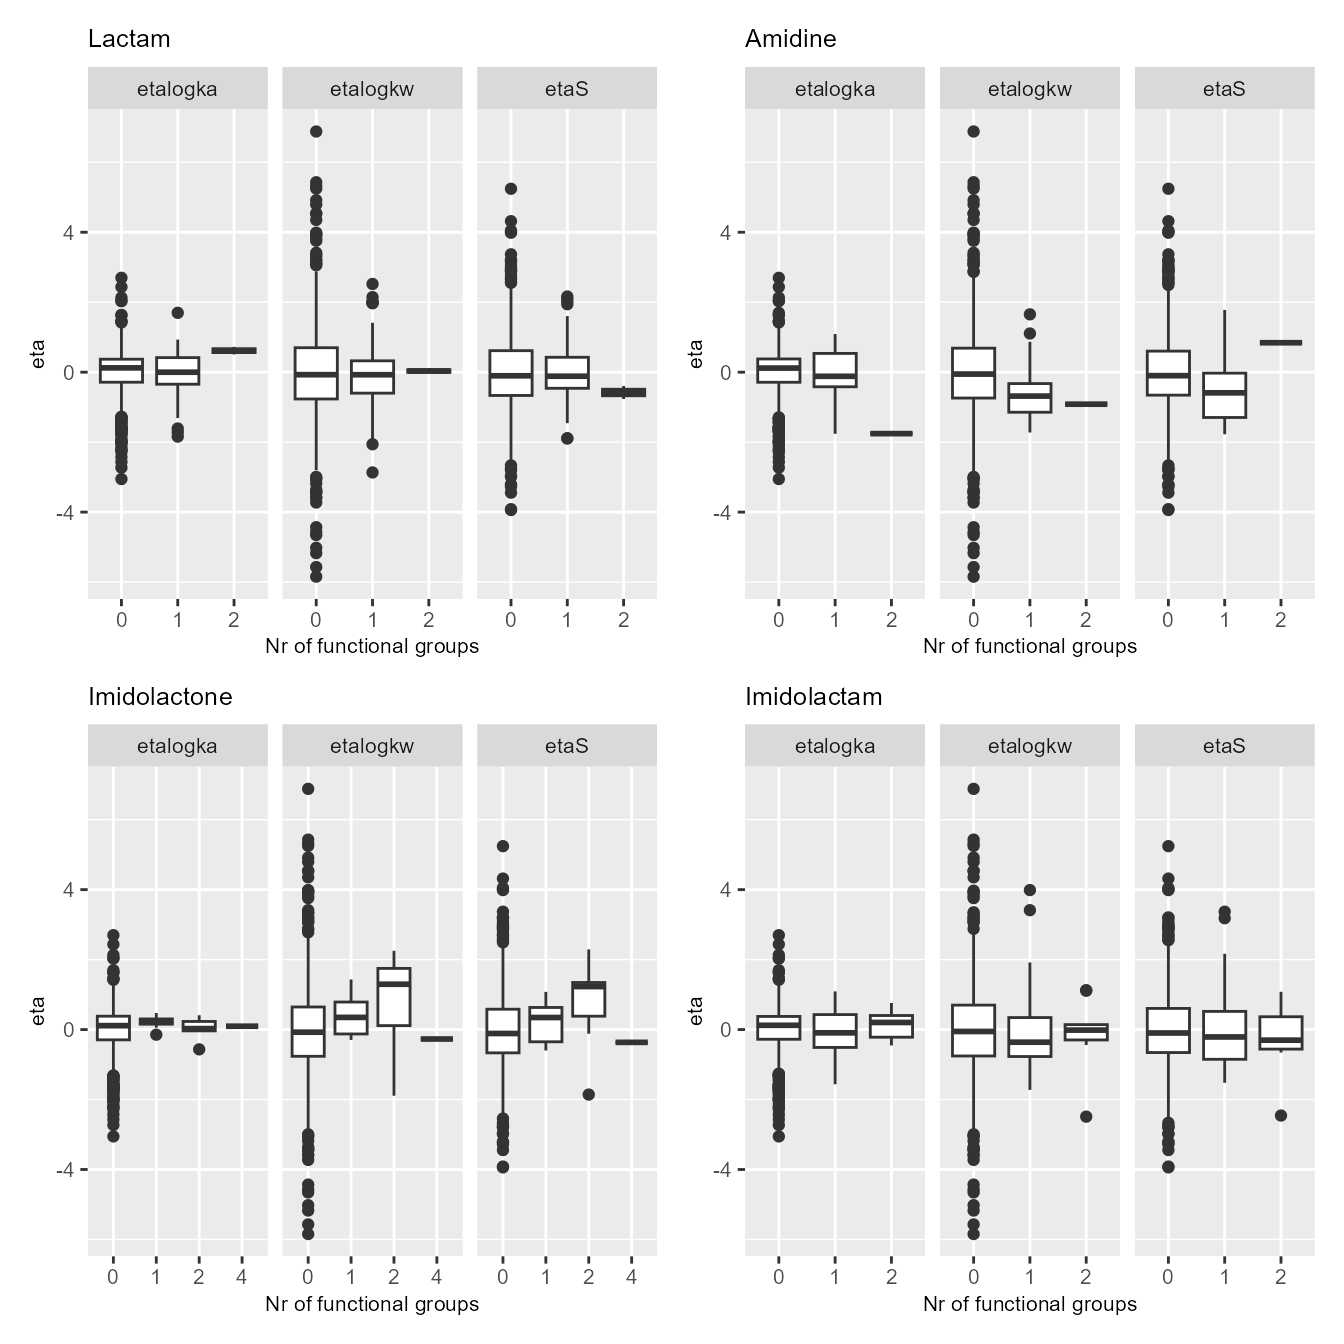 Lactam
etalogka etalogkw etaS
eta
4
0
-4
0 1 2 0 1 2 0 1 2
Nr of functional groups
Amidine
etalogka etalogkw etaS
eta
4
0
-4
0 1 2 0 1 2 0 1 2
Nr of functional groups
Imidolactone
etalogka etalogkw etaS
eta
4
0
-4
0 1 2 4 0 1 2 4 0 1 2 4
Nr of functional groups
Imidolactam
etalogka etalogkw etaS
eta
4
0
-4
0 1 2 0 1 2 0 1 2
Nr of functional groups